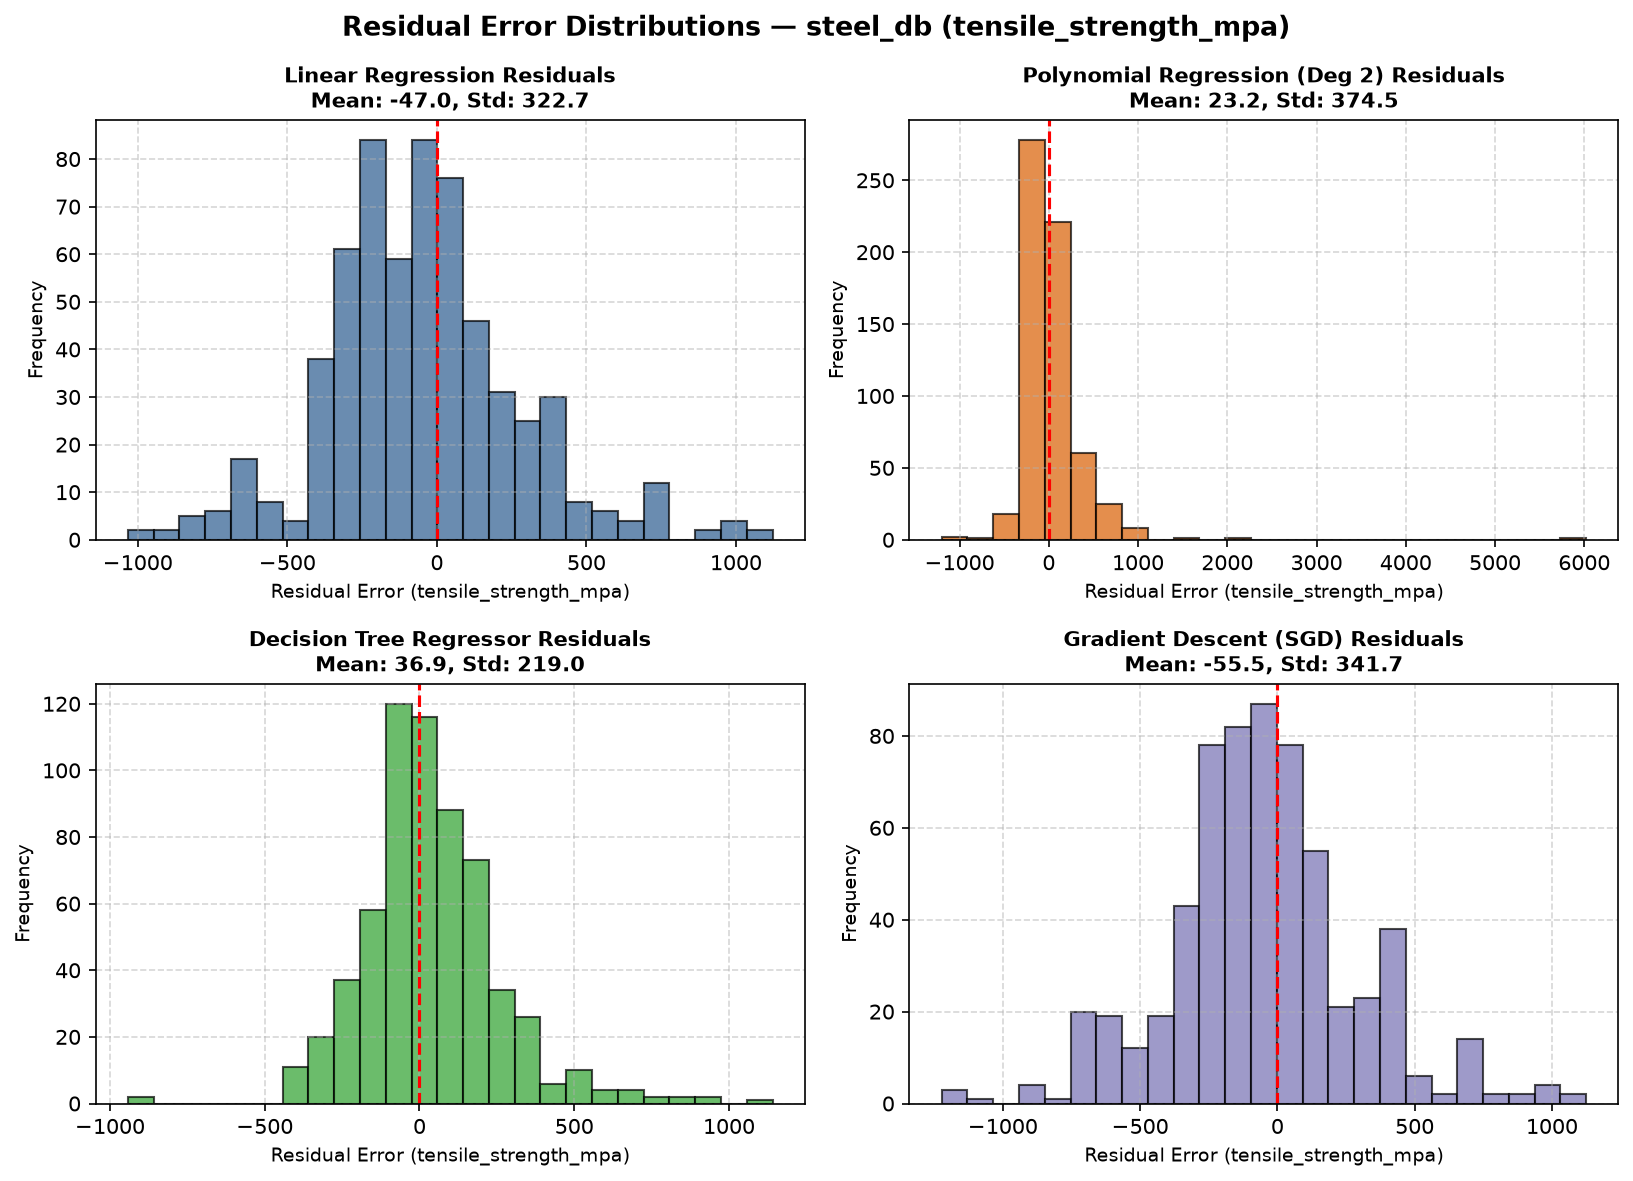 Residual Error Distributions — steel_db (tensile_strength_mpa)
Linear Regression Residuals
Mean: -47.0, Std: 322.7
Frequency
80
70
60
50
40
30
20
10
0
−1000
−500
0
500
1000
Residual Error (tensile_strength_mpa)
Polynomial Regression (Deg 2) Residuals
Mean: 23.2, Std: 374.5
Frequency
250
200
150
100
50
0
−1000
0
1000
2000
3000
4000
5000
6000
Residual Error (tensile_strength_mpa)
Decision Tree Regressor Residuals
Mean: 36.9, Std: 219.0
Frequency
120
100
80
60
40
20
0
−1000
−500
0
500
1000
Residual Error (tensile_strength_mpa)
Gradient Descent (SGD) Residuals
Mean: -55.5, Std: 341.7
Frequency
80
60
40
20
0
−1000
−500
0
500
1000
Residual Error (tensile_strength_mpa)